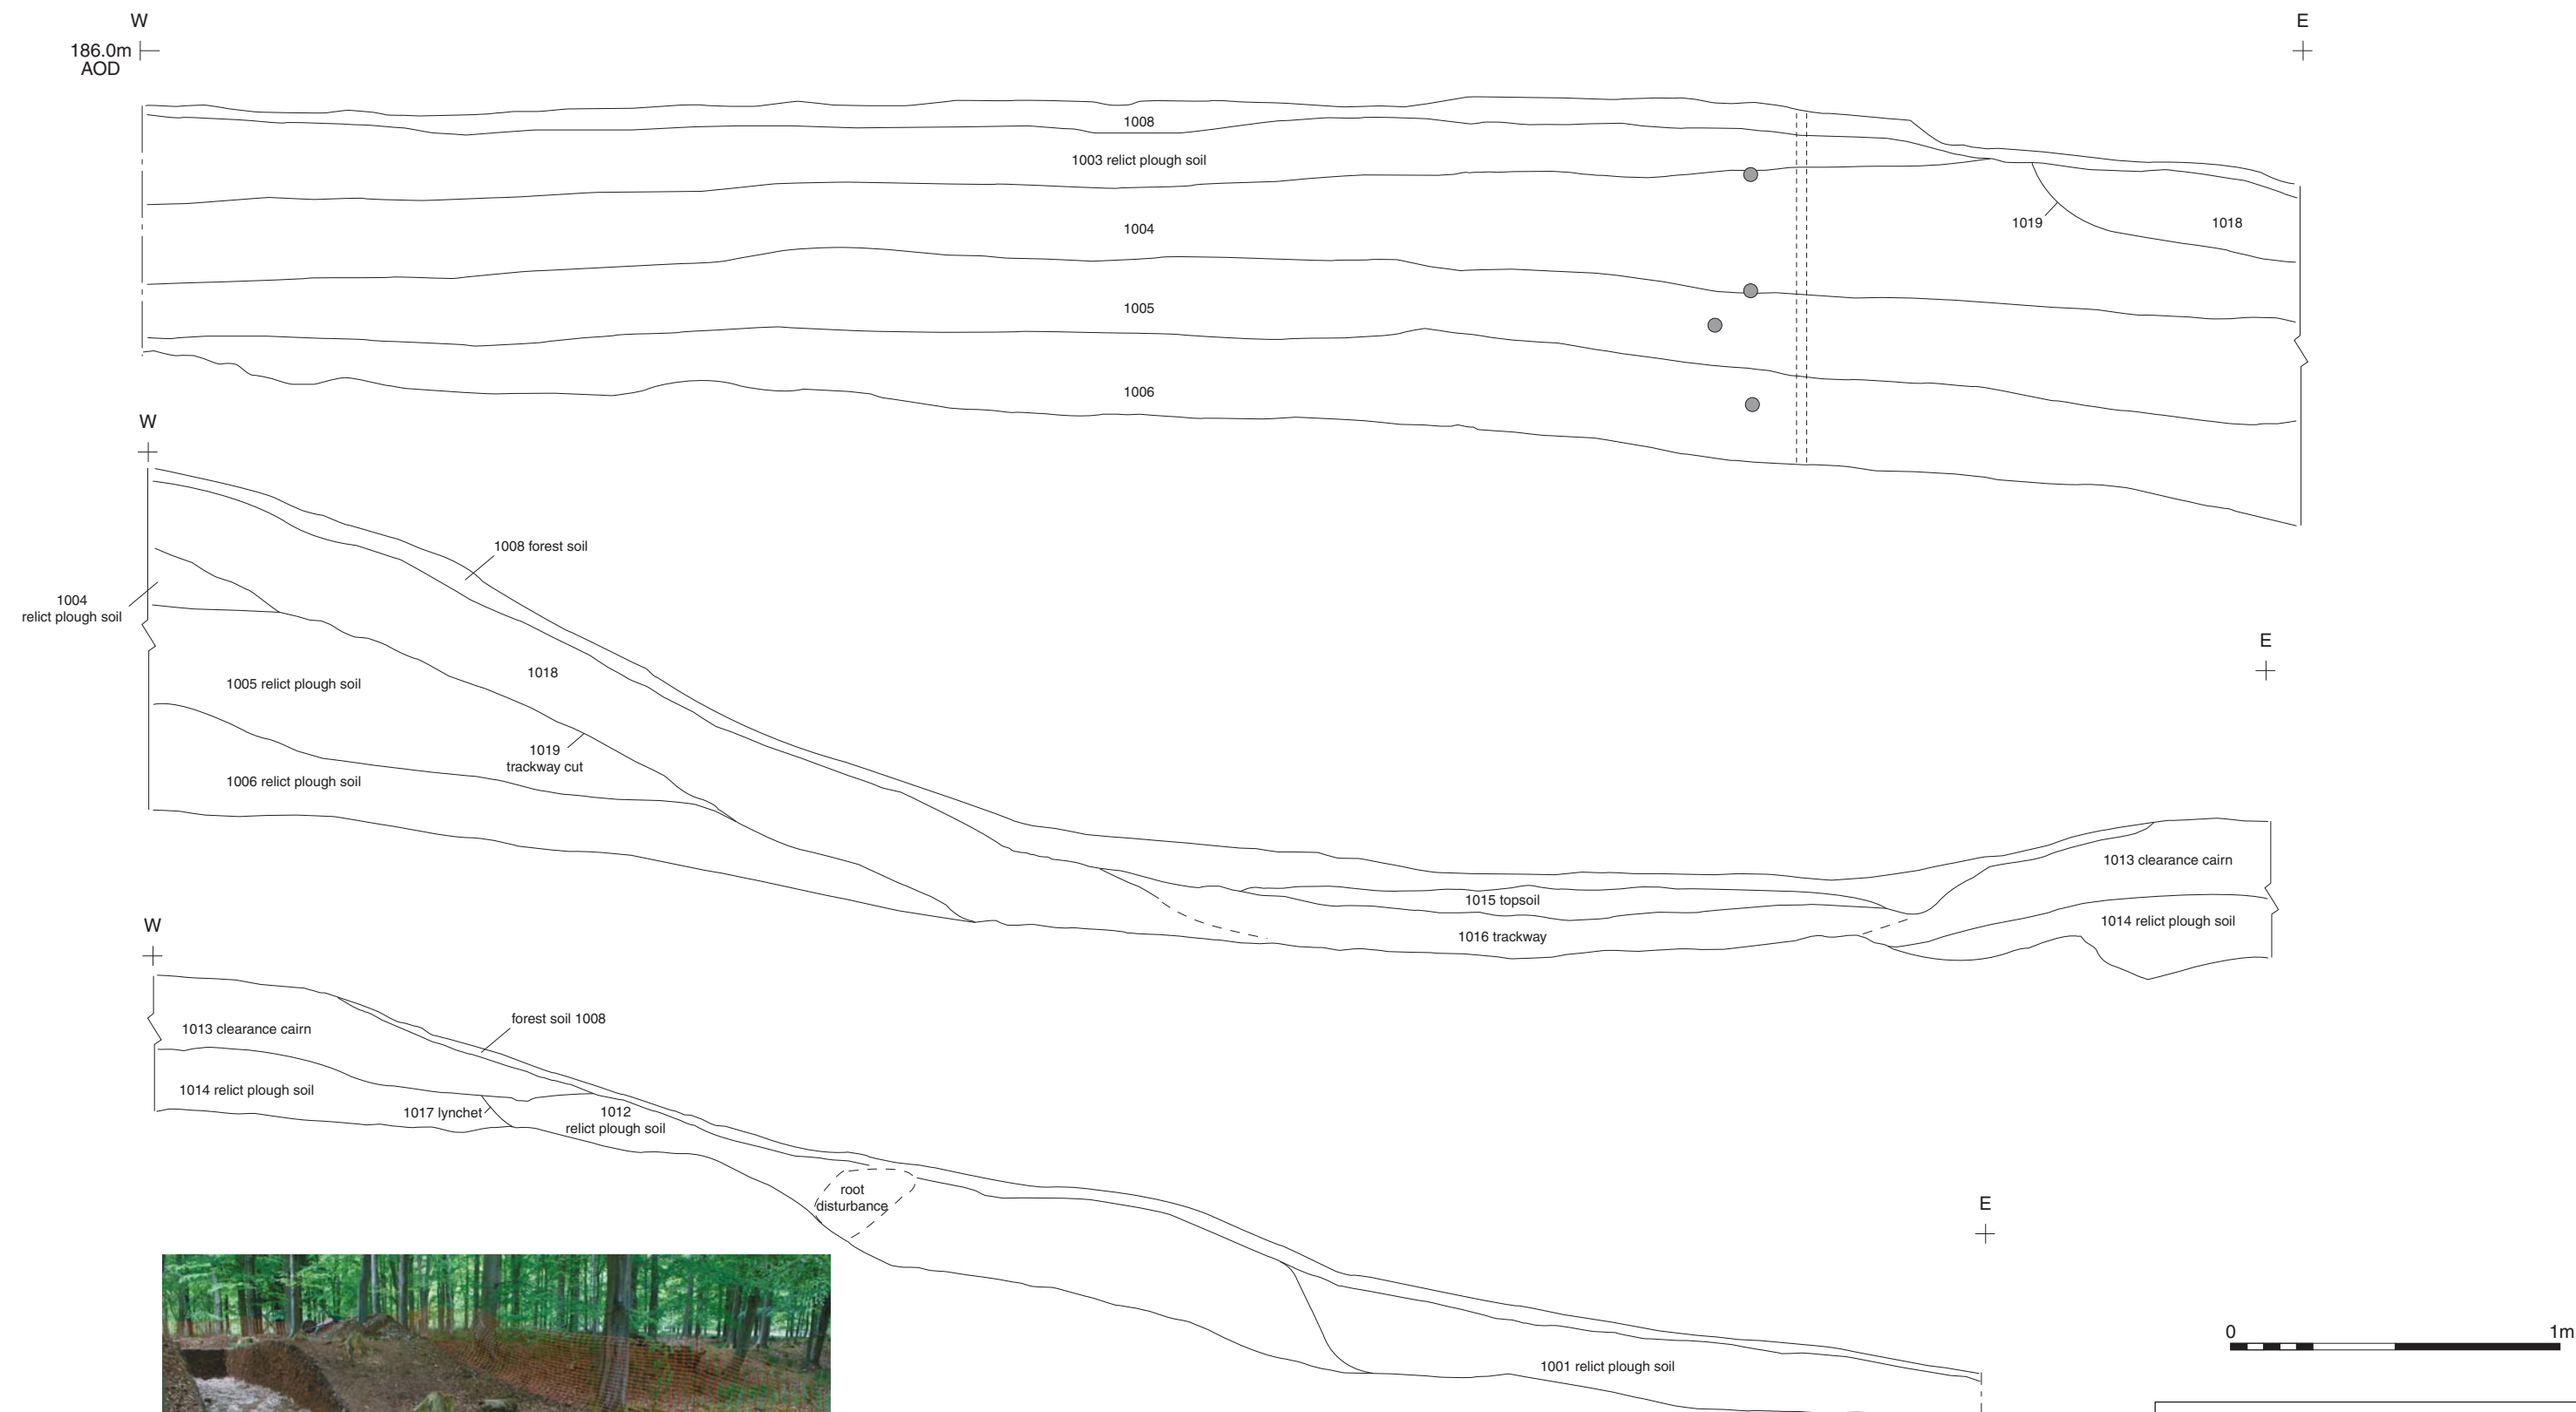 W
E
186.0m
AOD
1008
1003 relict plough soil
1004
1019
1018
1005
1006
W
1008 forest soil
1004
relict plough soil
E
1018
1005 relict plough soil
1019
trackway cut
1006 relict plough soil
1013 clearance cairn
1015 topsoil
1014 relict plough soil
1016 trackway
W
forest soil 1008
1013 clearance cairn
1014 relict plough soil
1017 lynchet
1012
relict plough soil
root
disturbance
E
0 1m
1001 relict plough soil